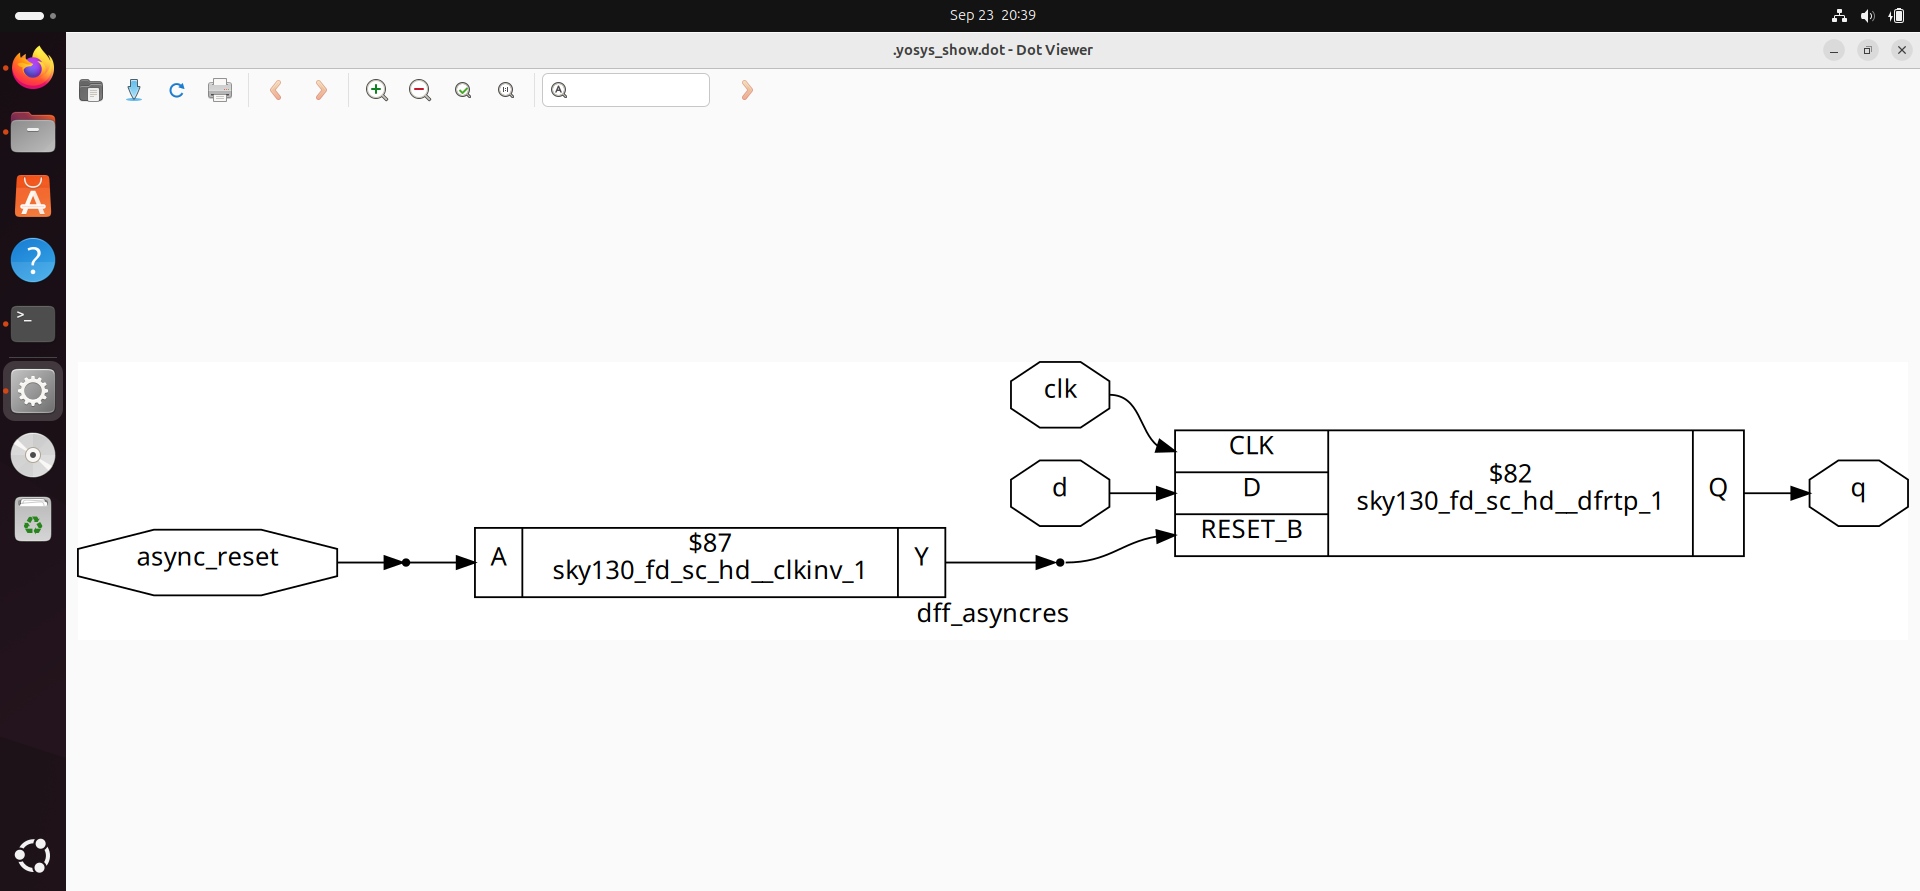 Sep 23 20:39
.yosys_show.dot - Dot Viewer
A
clk
CLK
$82
d
D
sky130_fd_sc_hd__dfrtp_1
Q
q
RESET_B
async_reset
A
$87
sky130_fd_sc_hd__clkinv_1
Y
dff_asyncres